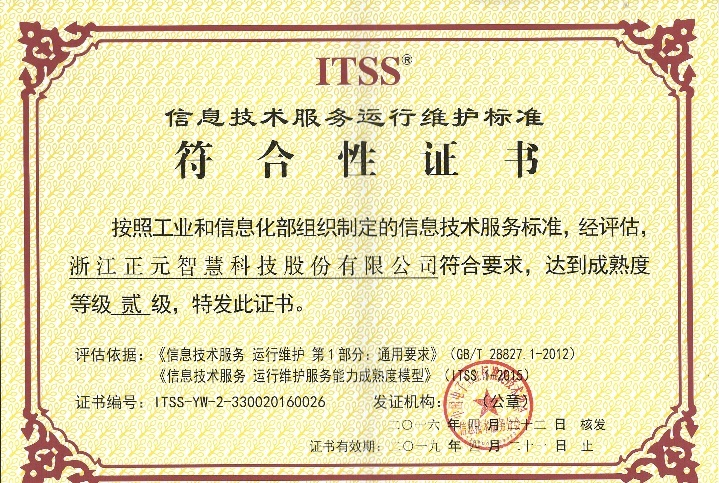 ITSS®
信息技术服务运行维护标准
符合性证书
按照工业和信息化部组织制定的信息技术服务标准，经评估，
浙江正元智慧科技股份有限公司符合要求，达到成熟度
等级 贰 级，特发此证书。
评估依据：《信息技术服务 运行维护 第1部分：通用要求》（GB/T 28827.1-2012）
《信息技术服务 运行维护服务能力成熟度模型》（ITSS.1-2015）
证书编号：ITSS-YW-2-330020160026 发证机构：（公章）
二〇一六 年 四 月 二十二 日 核发
证书有效期：二〇一九 年 四 月 二十一 日 止